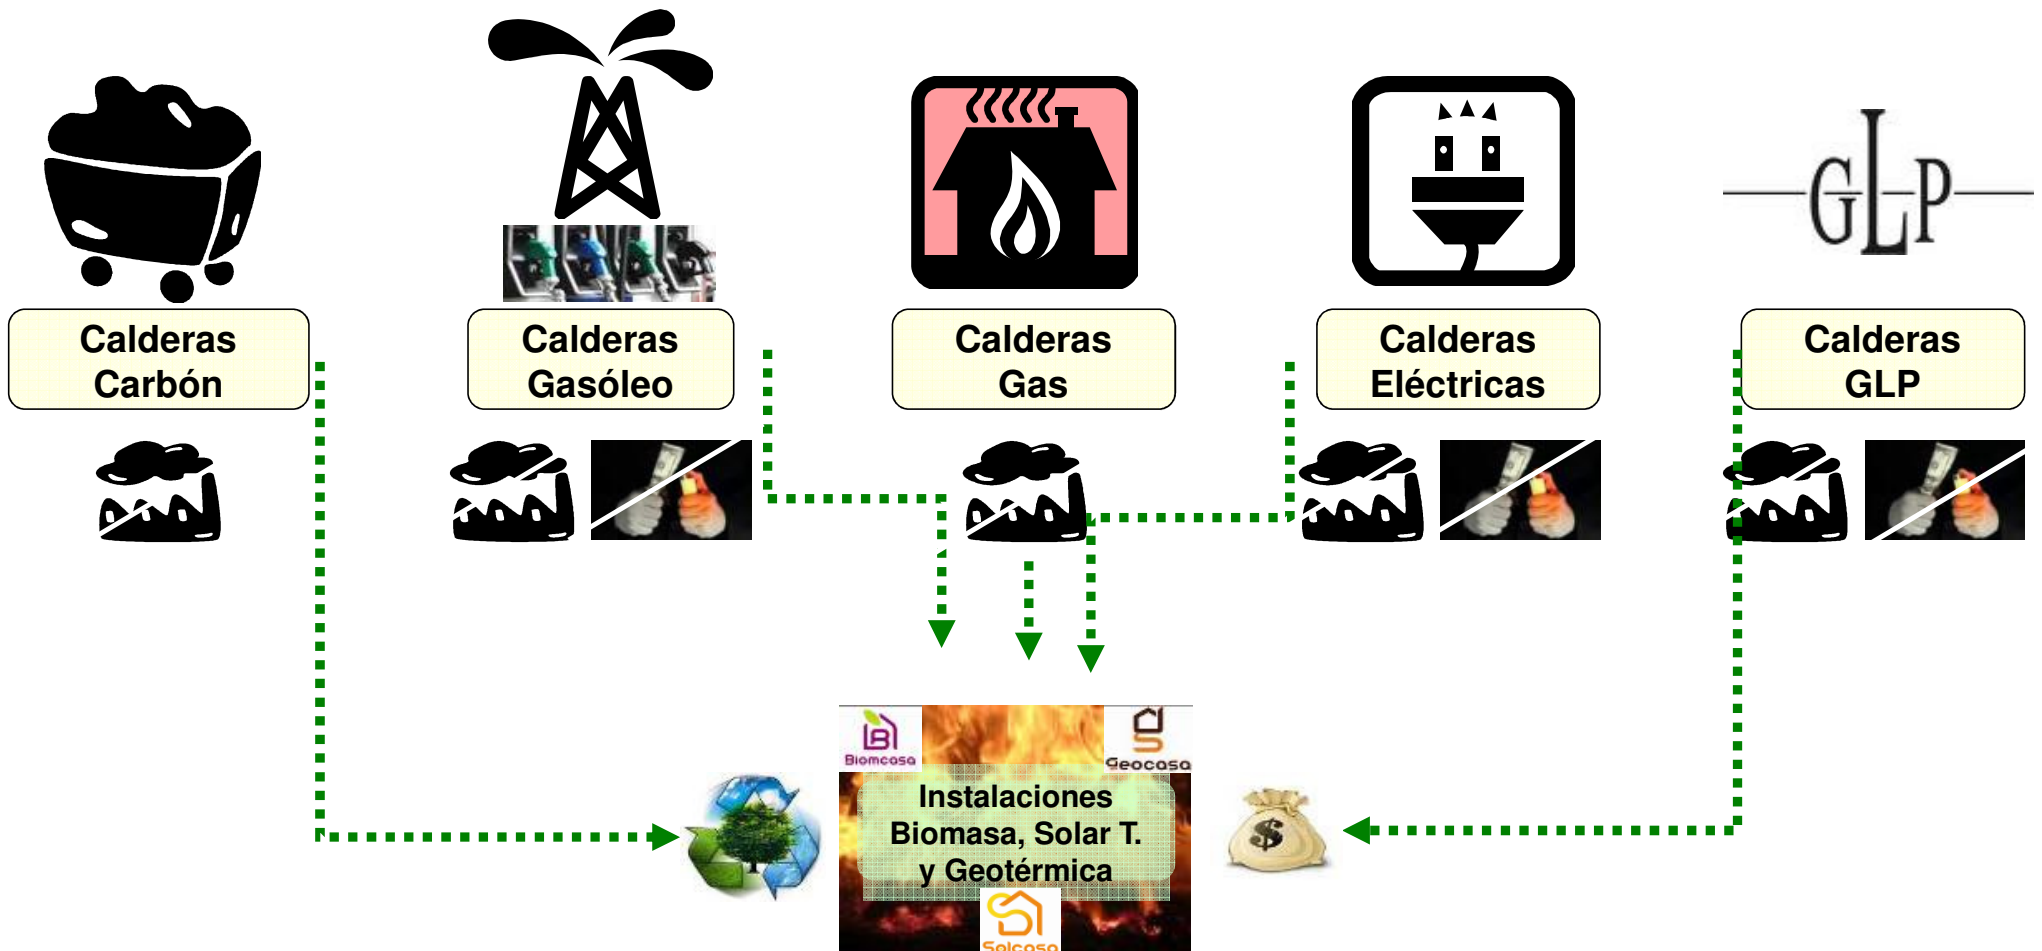 GLP
Calderas
Carbón
Calderas
Gasóleo
Calderas
Gas
Calderas
Eléctricas
Calderas
GLP
Biomcasa
Geocasa
Instalaciones
Biomasa, Solar T.
y Geotérmica
$
Solcasa